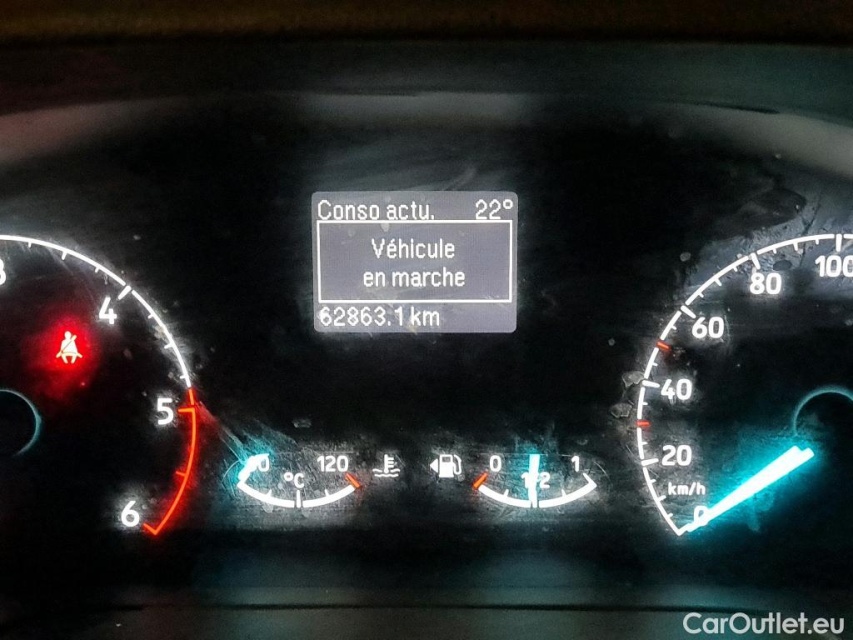 Conso actu. 22°
Véhicule
en marche
62863.1 km
4
5
6
120
°C
0
1/2
1
100
80
60
40
20
km/h
0
CarOutlet.eu